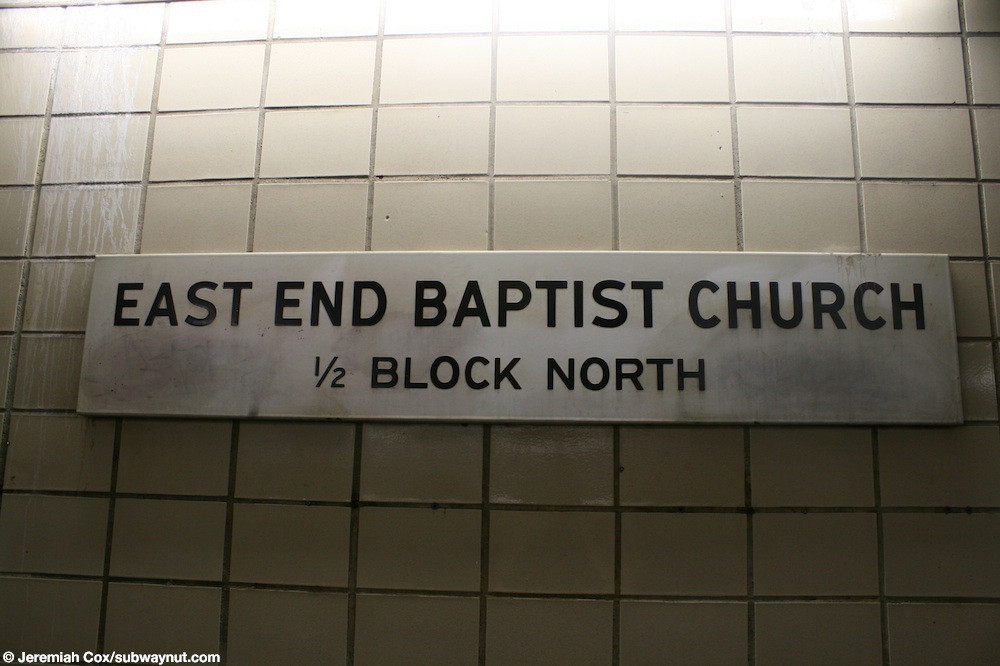 EAST END BAPTIST CHURCH
½ BLOCK NORTH
© Jeremiah Cox/subwaynut.com